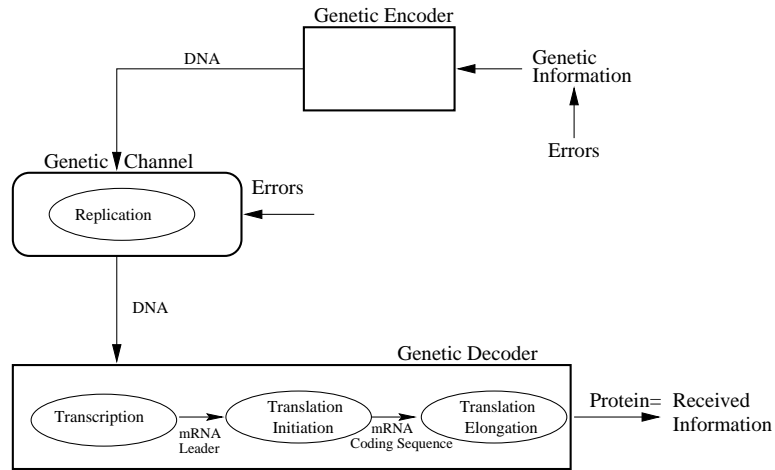 Genetic Encoder
DNA
Genetic
Information
Errors
Genetic Channel
Errors
Replication
DNA
Genetic Decoder
Transcription
mRNA
Leader
Translation
Initiation
mRNA
Coding Sequence
Translation
Elongation
Protein= Received
Information